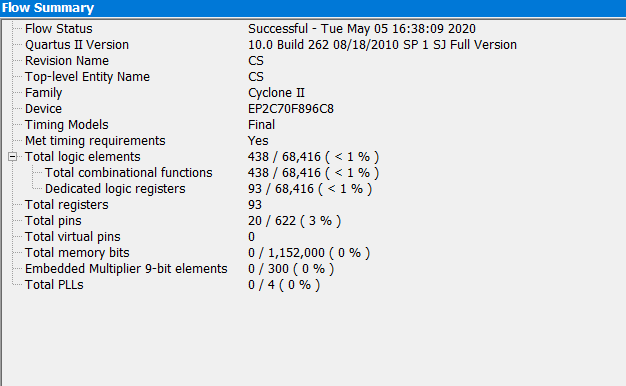 Flow Summary
Flow Status Successful - Tue May 05 16:38:09 2020
Quartus II Version 10.0 Build 262 08/18/2010 SP 1 SJ Full Version
Revision Name CS
Top-level Entity Name CS
Family Cyclone II
Device EP2C70F896C8
Timing Models Final
Met timing requirements Yes
Total logic elements 438 / 68,416 ( < 1 % )
Total combinational functions 438 / 68,416 ( < 1 % )
Dedicated logic registers 93 / 68,416 ( < 1 % )
Total registers 93
Total pins 20 / 622 ( 3 % )
Total virtual pins 0
Total memory bits 0 / 1,152,000 ( 0 % )
Embedded Multiplier 9-bit elements 0 / 300 ( 0 % )
Total PLLs 0 / 4 ( 0 % )